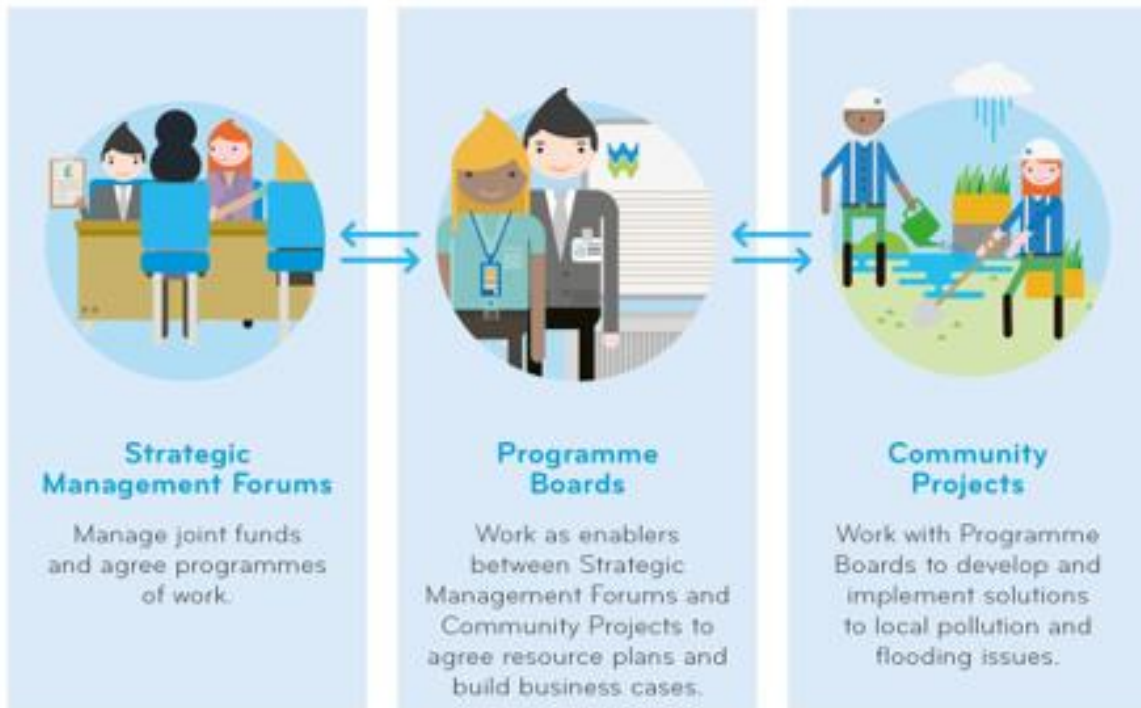 Strategic
Management Forums
Manage joint funds
and agree programmes
of work.
Programme
Boards
Work as enablers
between Strategic
Management Forums and
Community Projects to
agree resource plans and
build business cases.
Community
Projects
Work with Programme
Boards to develop and
implement solutions
to local pollution and
flooding issues.